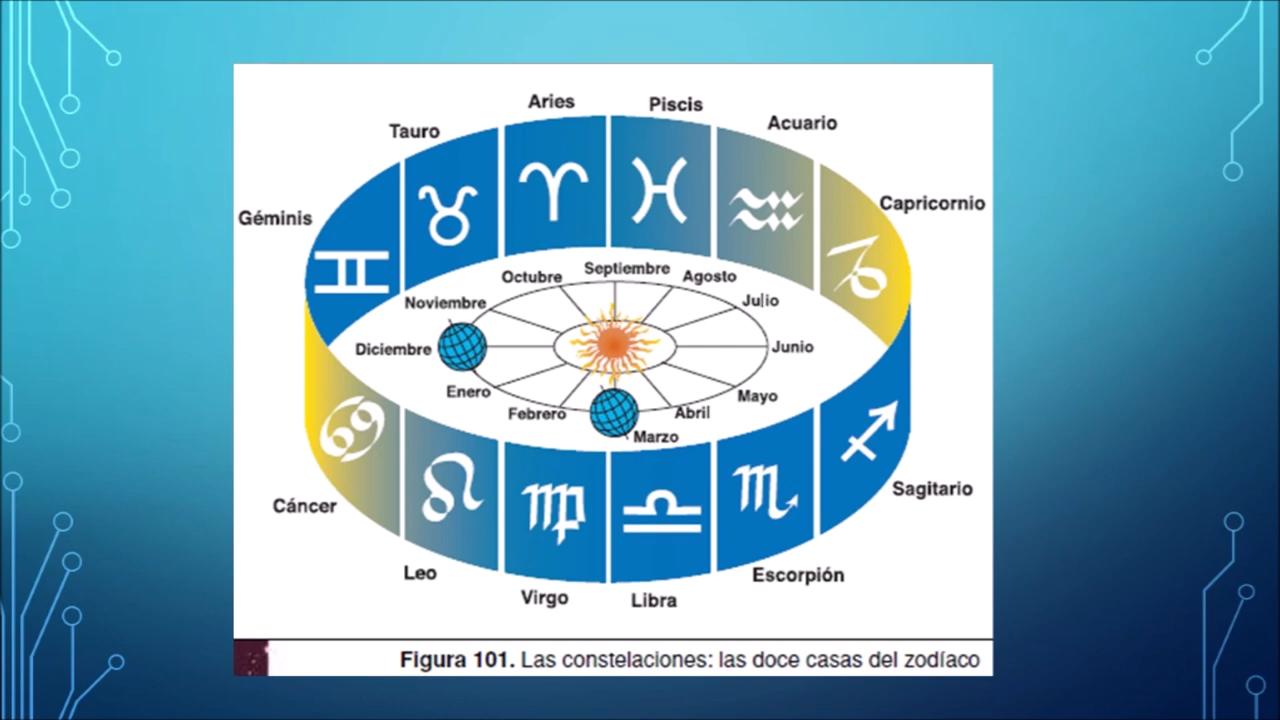 Aries
Piscis
Tauro
Acuario
Géminis
Capricornio
Octubre
Septiembre
Agosto
Noviembre
Julio
Diciembre
Junio
Enero
Mayo
Febrero
Abril
Marzo
Cáncer
Sagitario
Leo
Escorpión
Virgo
Libra
Figura 101. Las constelaciones: las doce casas del zodíaco